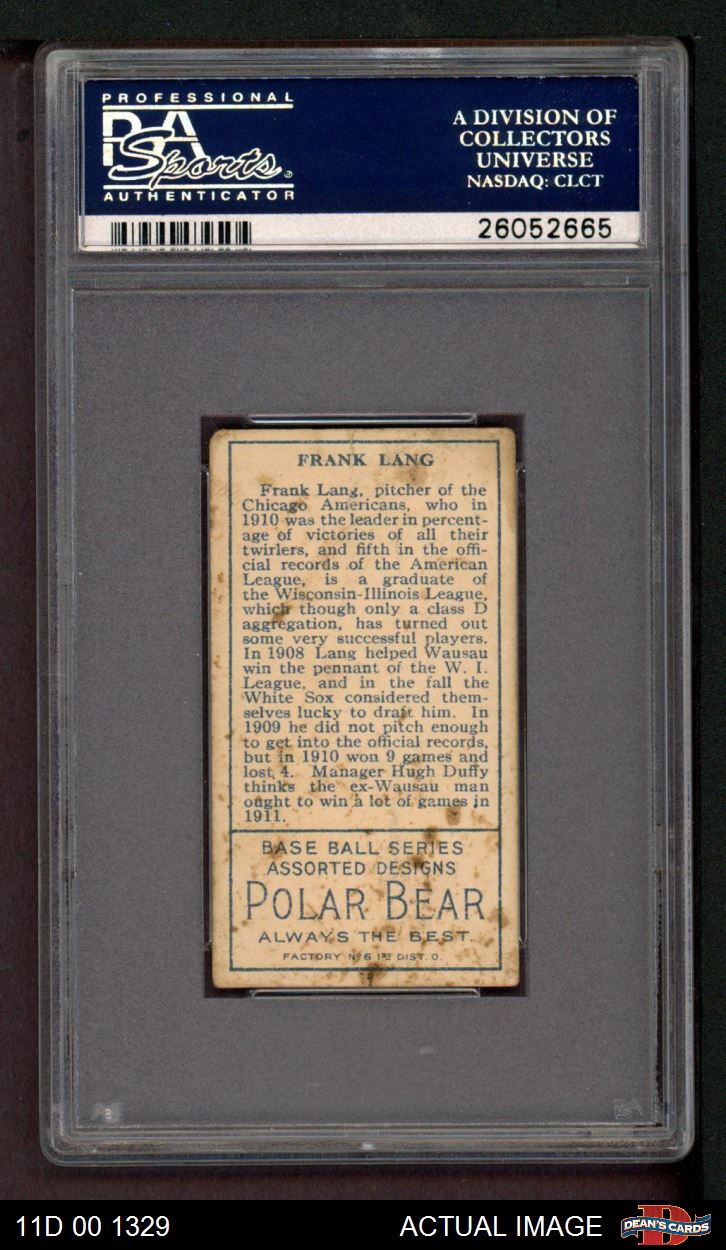 PROFESSIONAL
PSA
Sports
AUTHENTICATOR
A DIVISION OF
COLLECTORS
UNIVERSE
NASDAQ: CLCT
26052665
FRANK LANG
Frank Lang, pitcher of the
Chicago Americans, who in
1910 was the leader in percent-
age of victories of all their
twirlers, and fifth in the offi-
cial records of the American
League, is a graduate of
the Wisconsin-Illinois League,
which though only a class D
aggregation, has turned out
some very successful players.
In 1908 Lang helped Wausau
win the pennant of the W. I.
League, and in the fall the
White Sox considered them-
selves lucky to draft him. In
1909 he did not pitch enough
to get into the official records,
but in 1910 won 9 games and
lost 4. Manager Hugh Duffy
thinks the ex-Wausau man
ought to win a lot of games in
1911.
BASE BALL SERIES
ASSORTED DESIGNS
POLAR BEAR
ALWAYS THE BEST.
FACTORY Nº 6 1ST DIST. O.
11D 00 1329
ACTUAL IMAGE
DEAN'S CARDS